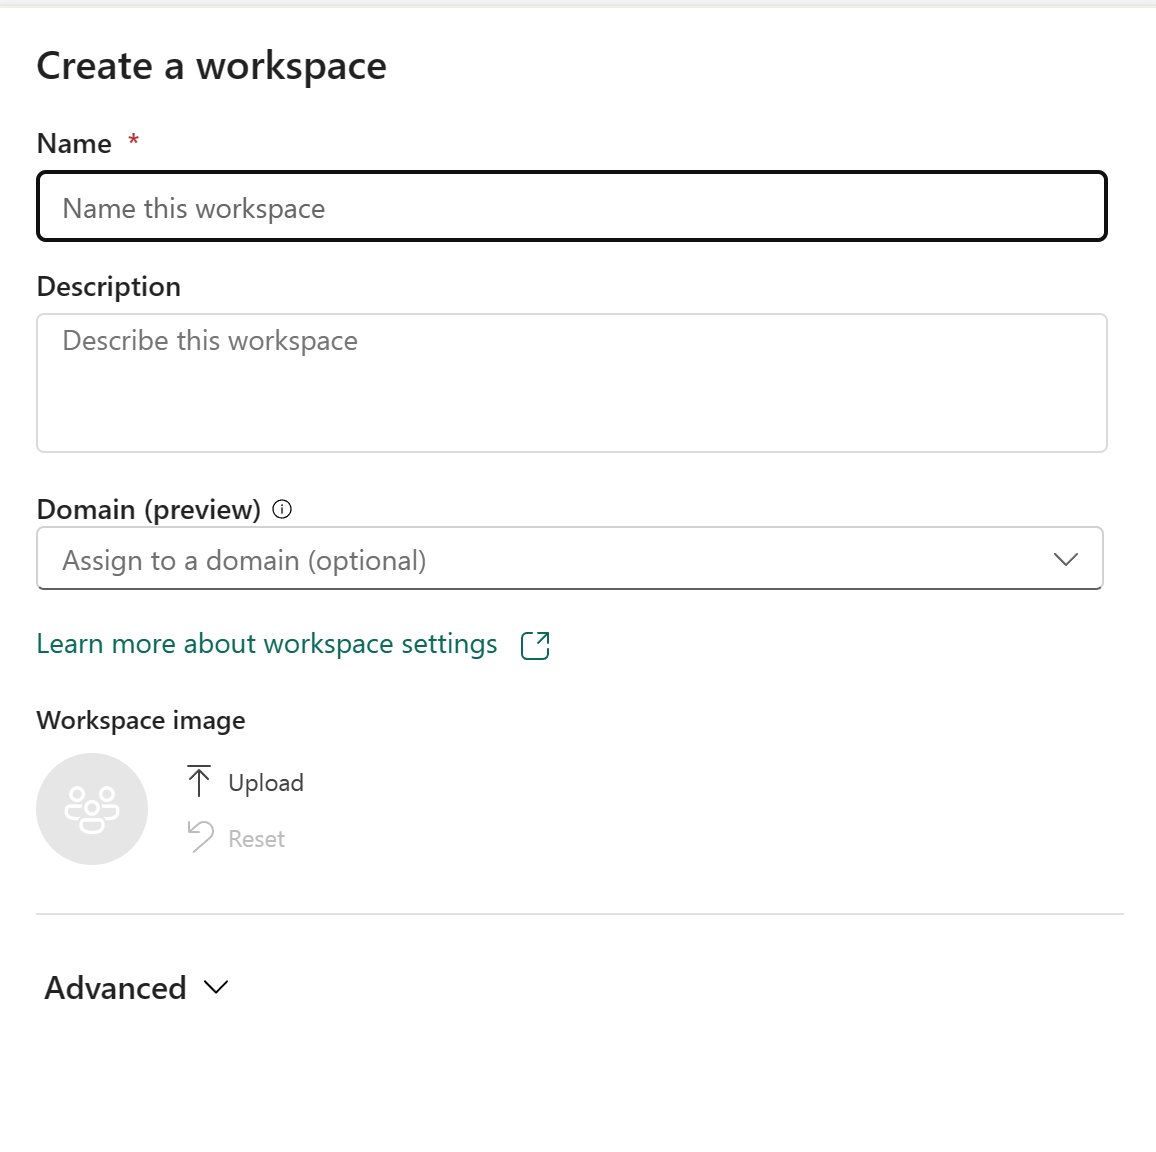 Create a workspace
Name *
Name this workspace
Description
Describe this workspace
Domain (preview)
Assign to a domain (optional)
Learn more about workspace settings
Workspace image
Upload
Reset
Advanced